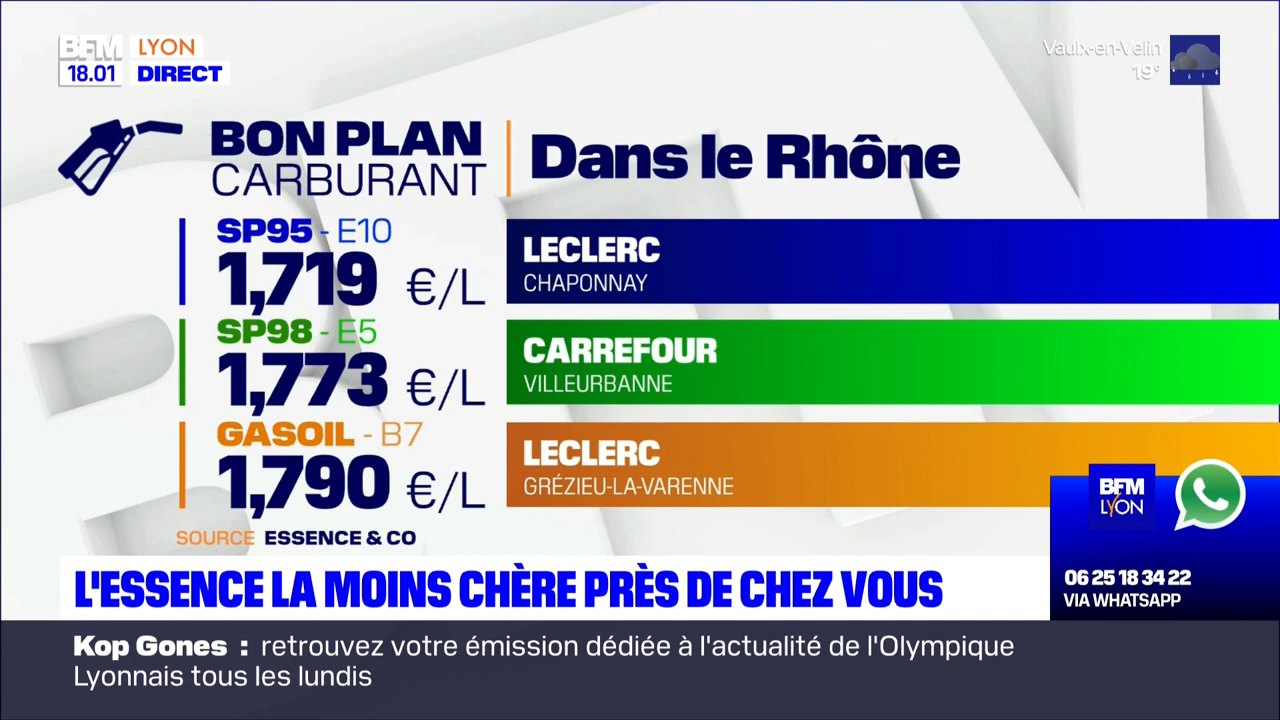 BFM LYON
18.01 DIRECT
Vaulx-en-Velin
19°
BON PLAN
CARBURANT
Dans le Rhône
SP95 - E10
1,719 €/L
LECLERC
CHAPONNAY
SP98 - E5
1,773 €/L
CARREFOUR
VILLEURBANNE
GASOIL - B7
1,790 €/L
LECLERC
GRÉZIEU-LA-VARENNE
SOURCE ESSENCE & CO
BFM
LYON
06 25 18 34 22
VIA WHATSAPP
L'ESSENCE LA MOINS CHÈRE PRÈS DE CHEZ VOUS
Kop Gones : retrouvez votre émission dédiée à l'actualité de l'Olympique
Lyonnais tous les lundis